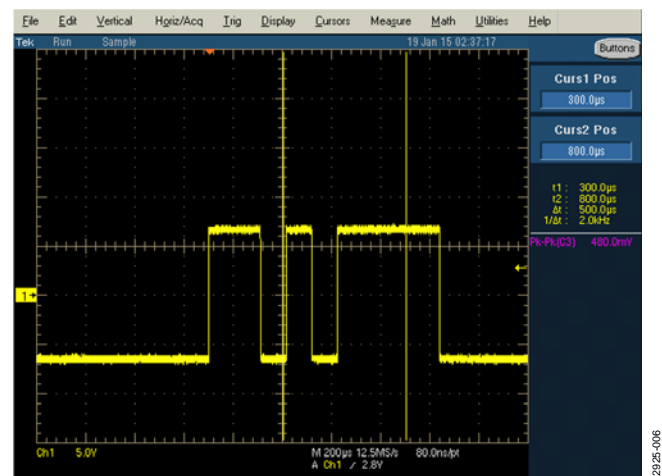 File Edit Vertical Horiz/Acq Trig Display Cursors Measure Math Utilities Help
Tek Run Sample 19 Jan 15 02:37:17
Buttons
Curs1 Pos
300.0µs
Curs2 Pos
800.0µs
t1 : 300.0µs
t2 : 800.0µs
Δt : 500.0µs
1/Δt : 2.0kHz
Pk-Pk(C3) 480.0mV
1
Ch1 5.0V
M 200µs 12.5MS/s 80.0ns/pt
A Ch1 / 2.8V